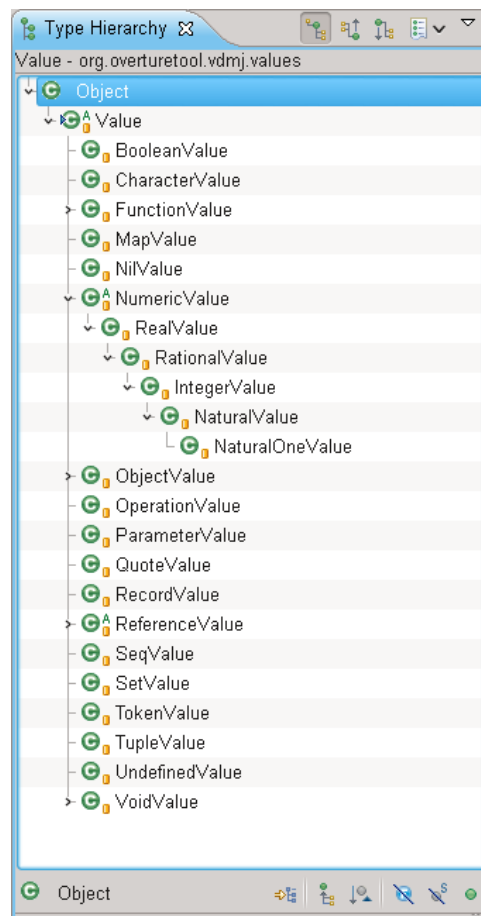 Type Hierarchy
Value - org.overturetool.vdmj.values
Object
Value
BooleanValue
CharacterValue
FunctionValue
MapValue
NilValue
NumericValue
RealValue
RationalValue
IntegerValue
NaturalValue
NaturalOneValue
ObjectValue
OperationValue
ParameterValue
QuoteValue
RecordValue
ReferenceValue
SeqValue
SetValue
TokenValue
TupleValue
UndefinedValue
VoidValue
Object